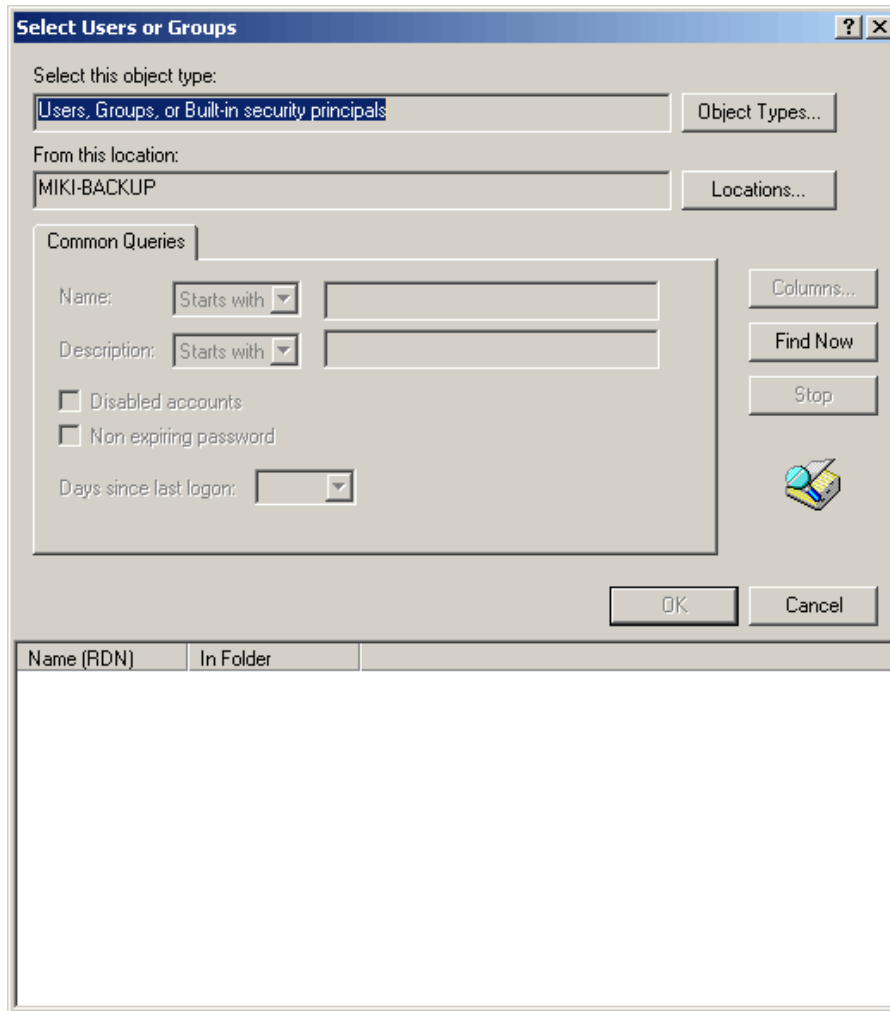 Select Users or Groups
Select this object type:
Users, Groups, or Built-in security principals
Object Types...
From this location:
MIKI-BACKUP
Locations...
Common Queries
Name:
Starts with
Columns...
Description:
Starts with
Find Now
Disabled accounts
Stop
Non expiring password
Days since last logon:
OK
Cancel
Name (RDN)
In Folder